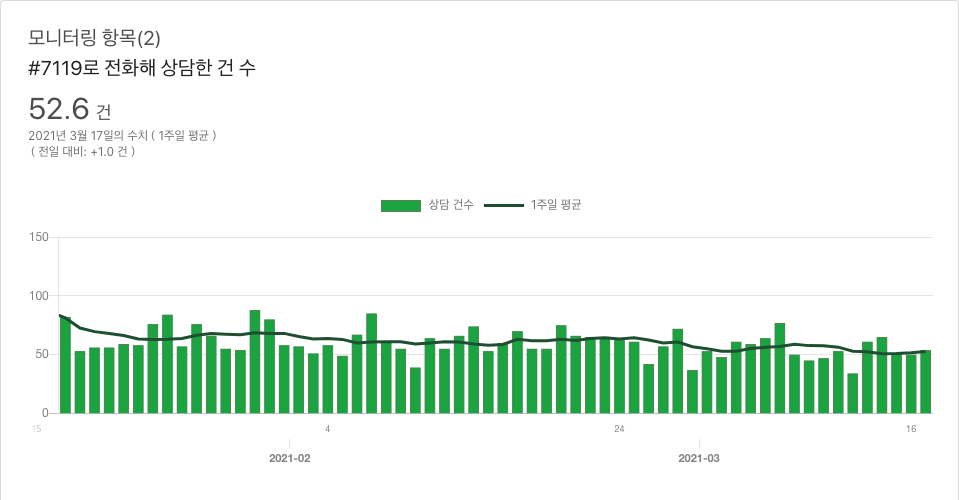 모니터링 항목(2)
#7119로 전화해 상담한 건 수
52.6 건
2021년 3월 17일의 수치 ( 1주일 평균 )
( 전일 대비: +1.0 건 )
상담 건수 1주일 평균
150
100
50
0
15 4 24 16
2021-02 2021-03